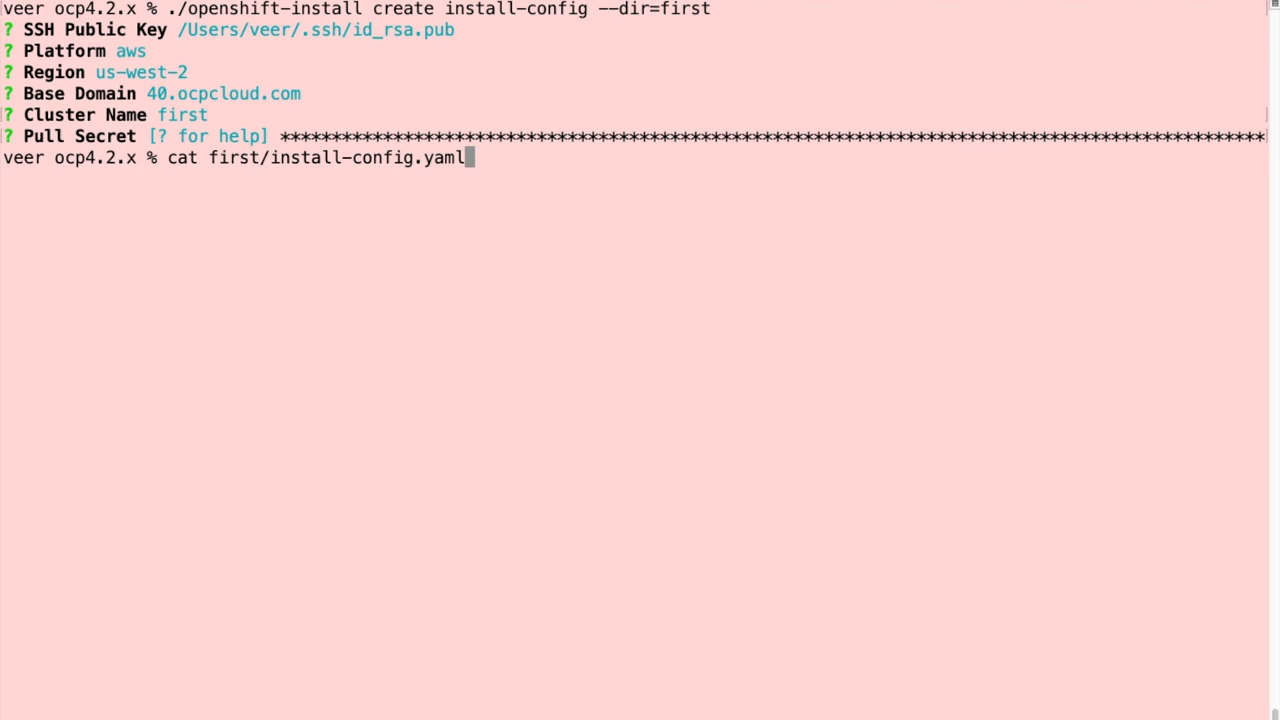 veer ocp4.2.x % ./openshift-install create install-config --dir=first
? SSH Public Key /Users/veer/.ssh/id_rsa.pub
? Platform aws
? Region us-west-2
? Base Domain 40.ocpcloud.com
? Cluster Name first
? Pull Secret [? for help] ************************************************************************************************
veer ocp4.2.x % cat first/install-config.yaml